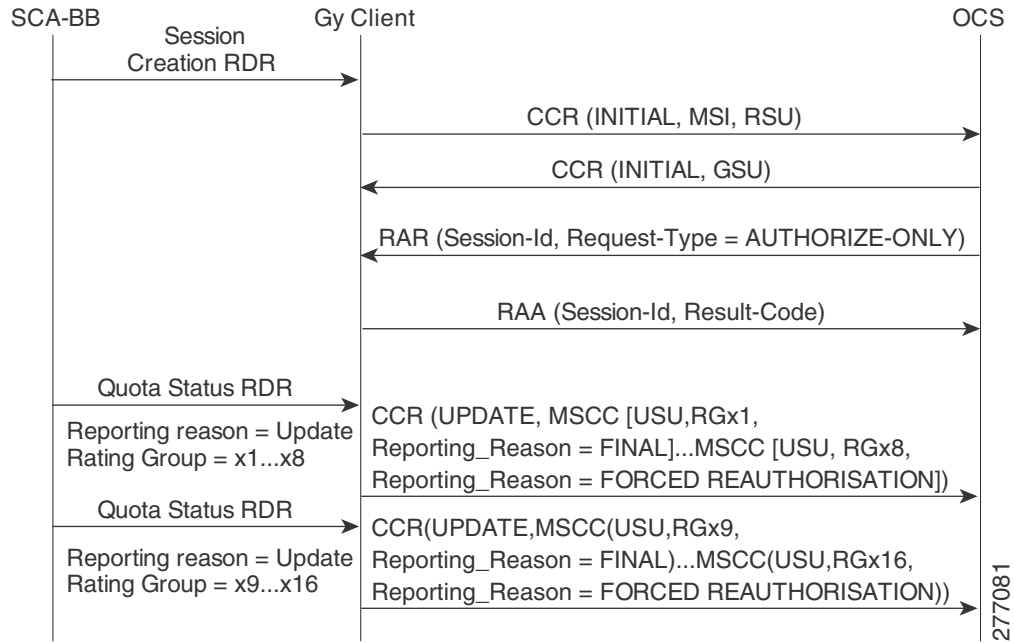 SCA-BB
Gy Client
OCS
Session
Creation RDR
CCR (INITIAL, MSI, RSU)
CCR (INITIAL, GSU)
RAR (Session-Id, Request-Type = AUTHORIZE-ONLY)
RAA (Session-Id, Result-Code)
Quota Status RDR
Reporting reason = Update
Rating Group = x1...x8
CCR (UPDATE, MSCC [USU,RGx1,
Reporting_Reason = FINAL]...MSCC [USU, RGx8,
Reporting_Reason = FORCED REAUTHORISATION])
Quota Status RDR
Reporting reason = Update
Rating Group = x9...x16
CCR(UPDATE,MSCC(USU,RGx9,
Reporting_Reason = FINAL)...MSCC(USU,RGx16,
Reporting_Reason = FORCED REAUTHORISATION))
277081